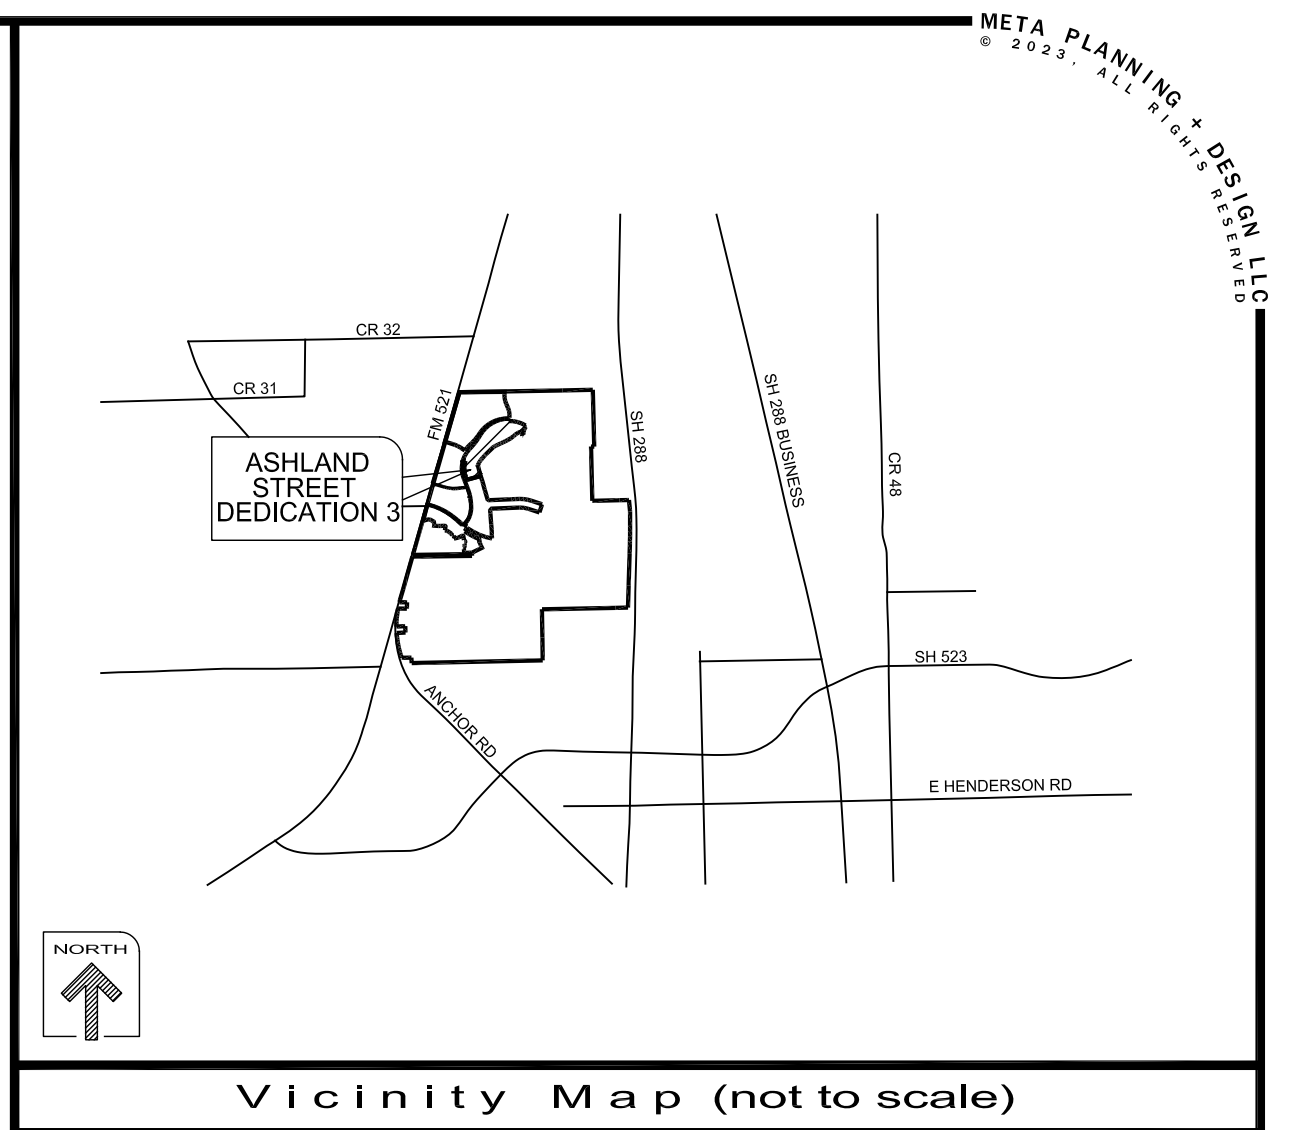 META PLANNING + DESIGN LLC
© 2023, ALL RIGHTS RESERVED
CR 32
CR 31
FM 521
SH 288
SH 288 BUSINESS
CR 48
ASHLAND
STREET
DEDICATION 3
SH 523
ANCHOR RD
E HENDERSON RD
NORTH
Vicinity Map (not to scale)